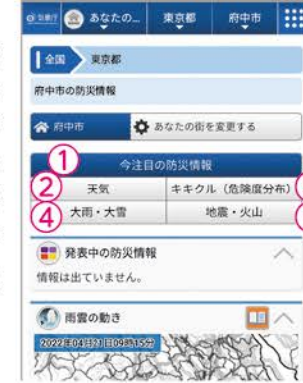 気象庁 あなたの... 東京都 府中市
全国 東京都
府中市の防災情報
府中市 あなたの街を変更する
① 今注目の防災情報
② 天気 キキクル（危険度分布）
④ 大雨・大雪 地震・火山
発表中の防災情報
情報は出ていません。
雨雲の動き
2022年04月21日09時15分